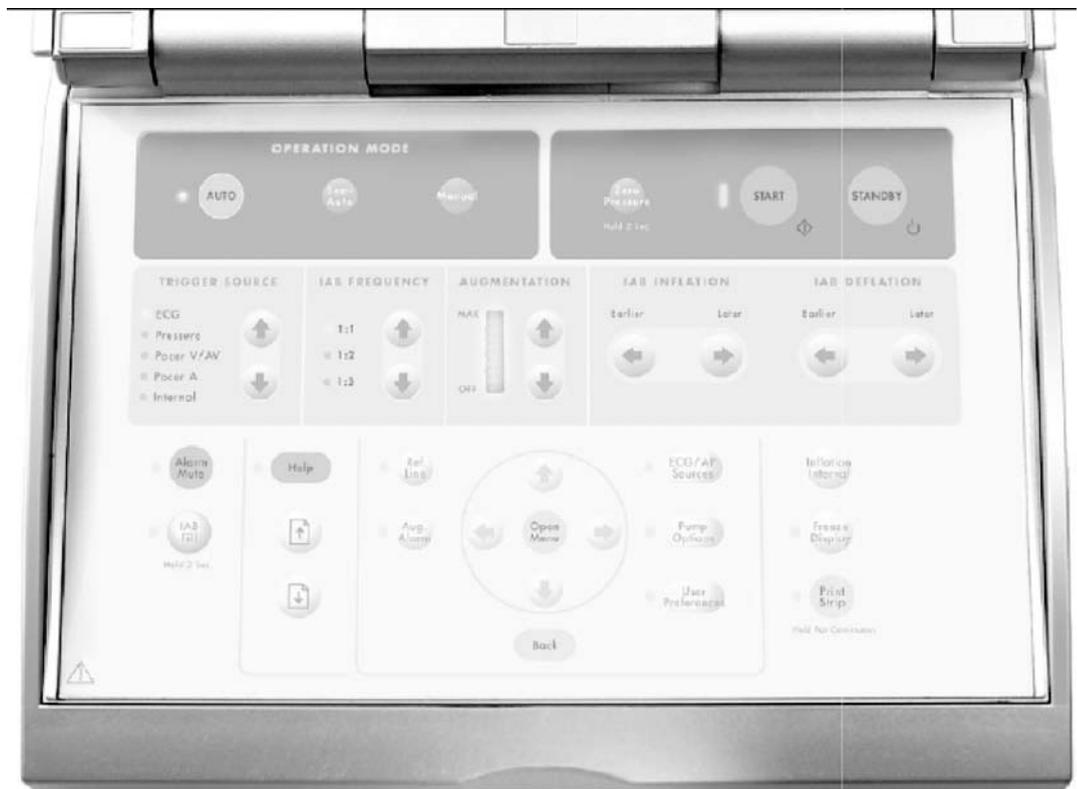 OPERATION MODE
AUTO
Semi-
Auto
Manual
Zero
Pressure
Hold 2 Sec
START
STANDBY
TRIGGER SOURCE
ECG
Pressure
Pacer V/AV
Pacer A
Internal
IAB FREQUENCY
1:1
1:2
1:3
AUGMENTATION
MAX
OFF
IAB INFLATION
Earlier
Later
IAB DEFLATION
Earlier
Later
Alarm
Mute
IAB
Fill
Hold 2 Sec
Help
Ref.
Line
Aug.
Alarm
Open
Menu
Back
ECG/AP
Sources
Pump
Options
User
Preferences
Inflation
Interval
Freeze
Display
Print
Strip
Hold For Continuous